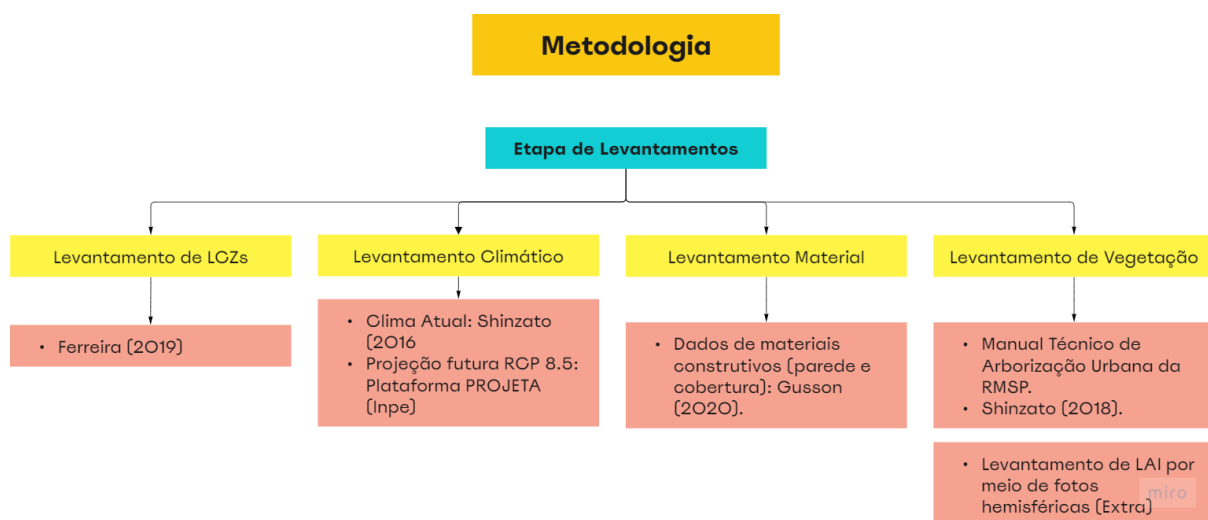 Metodologia
Etapa de Levantamentos
Levantamento de LCZs
Levantamento Climático
Levantamento Material
Levantamento de Vegetação
• Ferreira (2019)
• Clima Atual: Shinzato
(2016
• Projeção futura RCP 8.5:
Plataforma PROJETA
(Inpe)
• Dados de materiais
construtivos (parede e
cobertura): Gusson
(2020).
• Manual Técnico de
Arborização Urbana da
RMSP.
• Shinzato (2018).
• Levantamento de LAI por
meio de fotos
hemisféricas (Extra)
miro